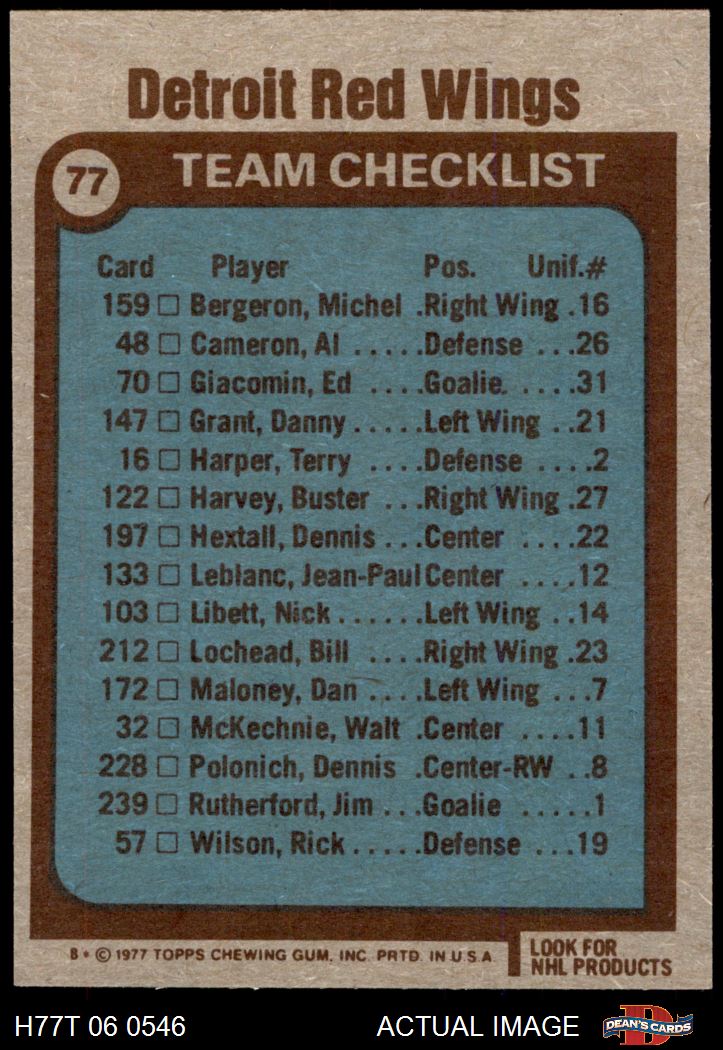 Detroit Red Wings
77 TEAM CHECKLIST
Card Player Pos. Unif.#
159 □ Bergeron, Michel .Right Wing .16
48 □ Cameron, Al .....Defense ...26
70 □ Giacomin, Ed ....Goalie. ....31
147 □ Grant, Danny.....Left Wing ..21
16 □ Harper, Terry ....Defense ....2
122 □ Harvey, Buster ...Right Wing .27
197 □ Hextall, Dennis ...Center ....22
133 □ Leblanc, Jean-Paul Center ....12
103 □ Libett, Nick......Left Wing ..14
212 □ Lochead, Bill ....Right Wing .23
172 □ Maloney, Dan ....Left Wing ...7
32 □ McKechnie, Walt .Center ....11
228 □ Polonich, Dennis .Center-RW ..8
239 □ Rutherford, Jim ...Goalie .....1
57 □ Wilson, Rick.....Defense ...19
B* © 1977 TOPPS CHEWING GUM, INC. PRTD. IN U.S.A.
LOOK FOR
NHL PRODUCTS
H77T 06 0546 ACTUAL IMAGE DEAN'S CARDS